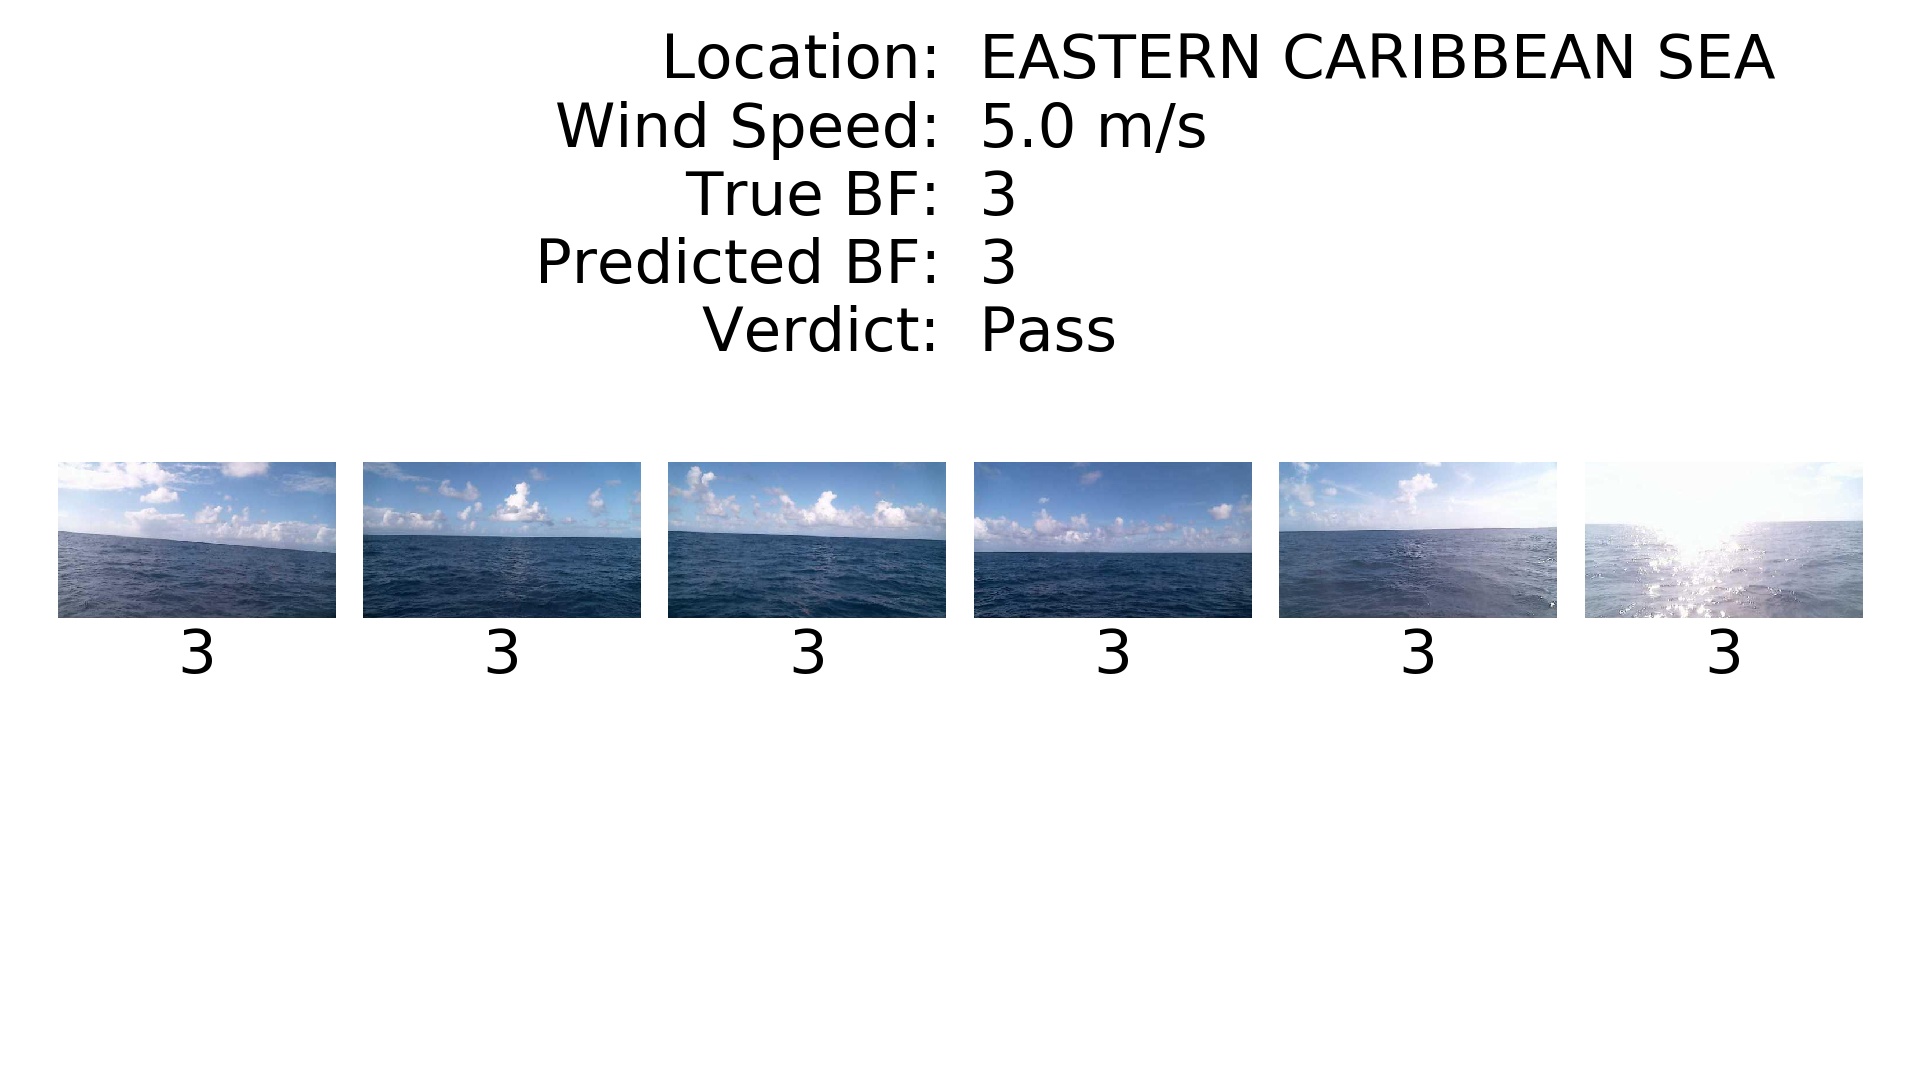 Location: EASTERN CARIBBEAN SEA
Wind Speed: 5.0 m/s
True BF: 3
Predicted BF: 3
Verdict: Pass
3 3 3 3 3 3